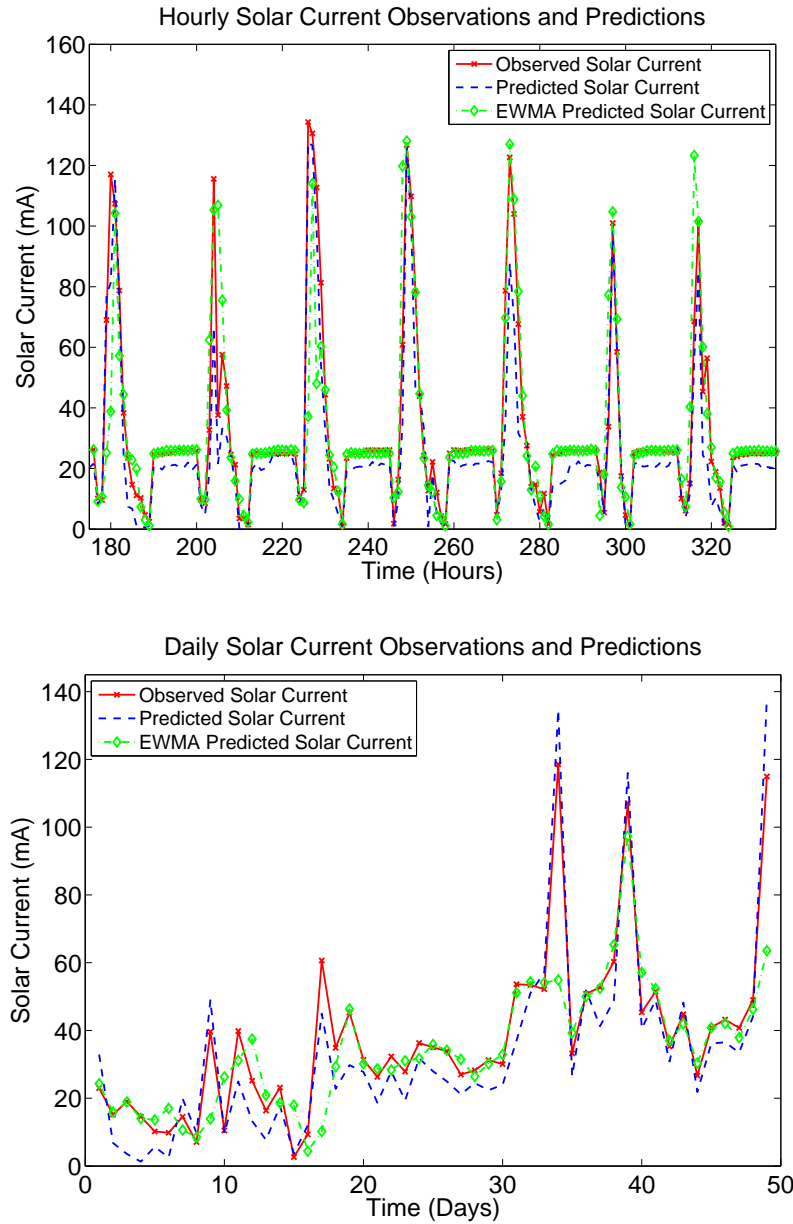 Hourly Solar Current Observations and Predictions
160
140
120
100
80
60
40
20
0
Solar Current (mA)
Observed Solar Current
Predicted Solar Current
EWMA Predicted Solar Current
180 200 220 240 260 280 300 320
Time (Hours)
Daily Solar Current Observations and Predictions
140
120
100
80
60
40
20
0
Solar Current (mA)
Observed Solar Current
Predicted Solar Current
EWMA Predicted Solar Current
0 10 20 30 40 50
Time (Days)